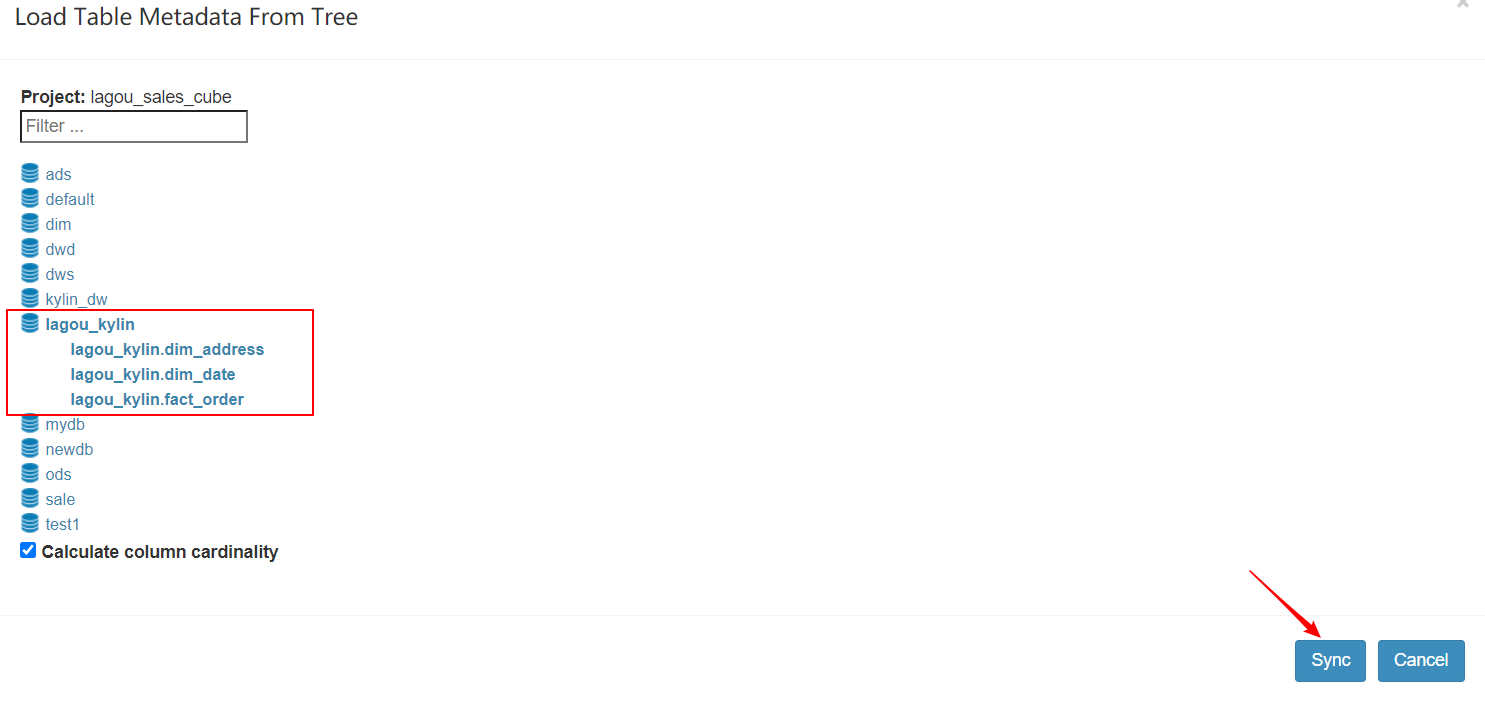 Load Table Metadata From Tree
×
Project: lagou_sales_cube
Filter ...
ads
default
dim
dwd
dws
kylin_dw
lagou_kylin
lagou_kylin.dim_address
lagou_kylin.dim_date
lagou_kylin.fact_order
mydb
newdb
ods
sale
test1
Calculate column cardinality
Sync Cancel